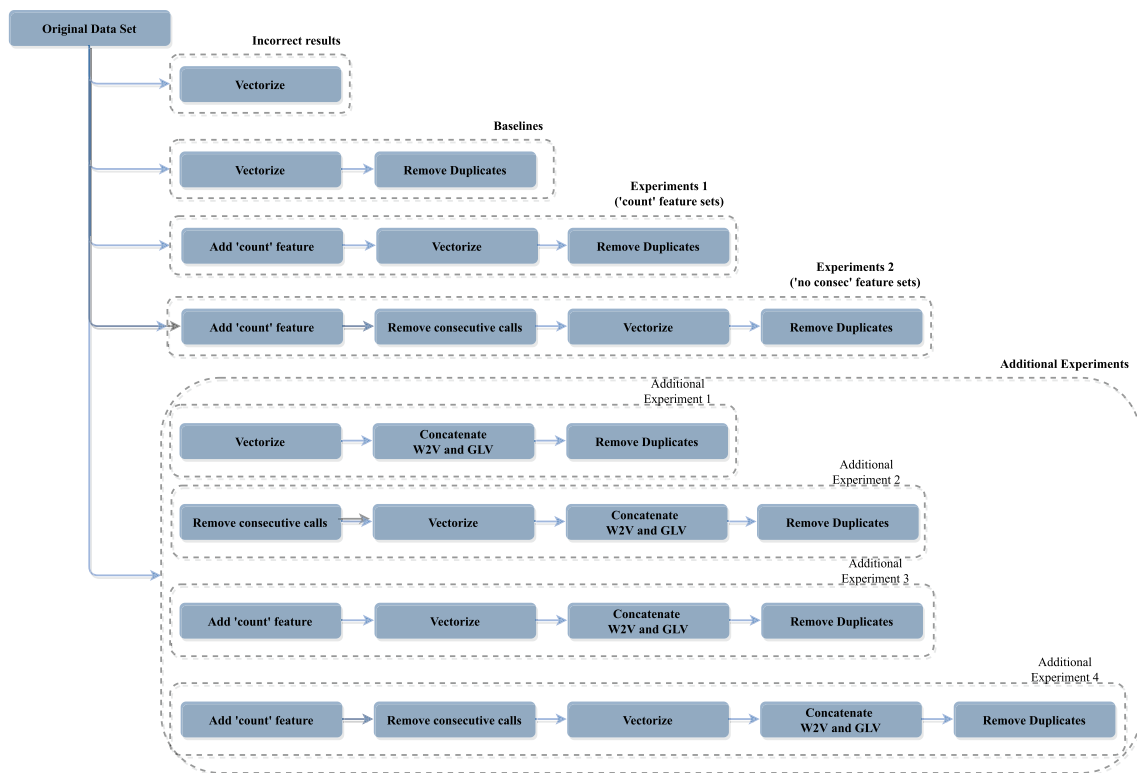 Original Data Set
Incorrect results
Vectorize
Baselines
Vectorize
Remove Duplicates
Experiments 1
('count' feature sets)
Add 'count' feature
Vectorize
Remove Duplicates
Experiments 2
('no consec' feature sets)
Add 'count' feature
Remove consecutive calls
Vectorize
Remove Duplicates
Additional Experiments
Additional
Experiment 1
Vectorize
Concatenate
W2V and GLV
Remove Duplicates
Additional
Experiment 2
Remove consecutive calls
Vectorize
Concatenate
W2V and GLV
Remove Duplicates
Additional
Experiment 3
Add 'count' feature
Vectorize
Concatenate
W2V and GLV
Remove Duplicates
Additional
Experiment 4
Add 'count' feature
Remove consecutive calls
Vectorize
Concatenate
W2V and GLV
Remove Duplicates